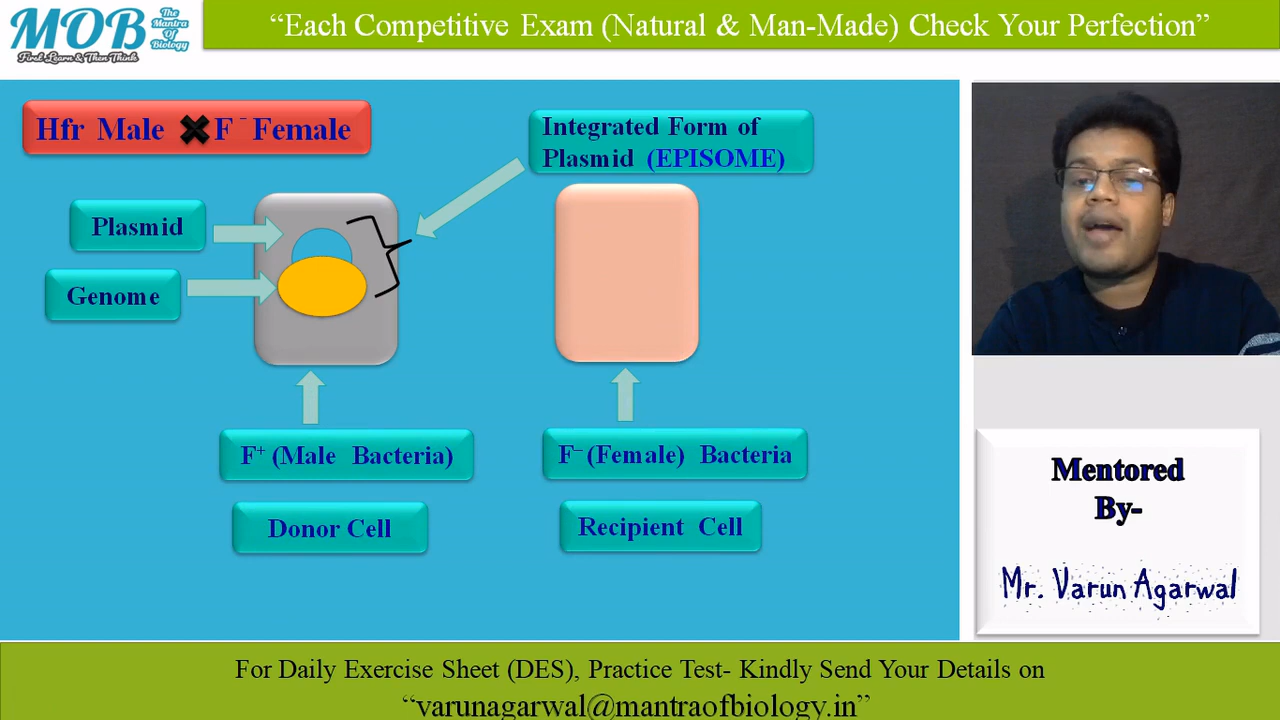 MOB
The
Mantra
Of
Biology
First Learn & Then Think
“Each Competitive Exam (Natural & Man-Made) Check Your Perfection”
Hfr Male ✖ F⁻ Female
Integrated Form of
Plasmid (EPISOME)
Plasmid
Genome
F⁺ (Male Bacteria)
F⁻ (Female) Bacteria
Donor Cell
Recipient Cell
Mentored
By-
Mr. Varun Agarwal
For Daily Exercise Sheet (DES), Practice Test- Kindly Send Your Details on
“varunagarwal@mantraofbiology.in”